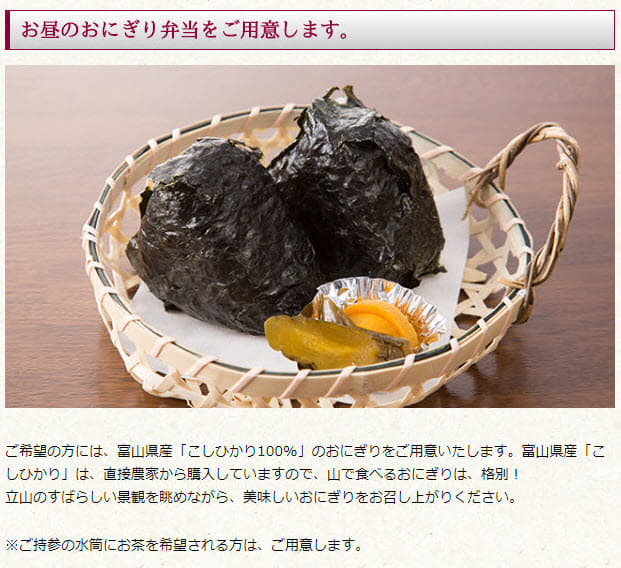 お昼のおにぎり弁当をご用意します。
ご希望の方には、富山県産「こしひかり100%」のおにぎりをご用意いたします。富山県産「こ
しひかり」は、直接農家から購入していますので、山で食べるおにぎりは、格別！
立山のすばらしい景観を眺めながら、美味しいおにぎりをお召し上がりください。
※ご持参の水筒にお茶を希望される方は、ご用意します。